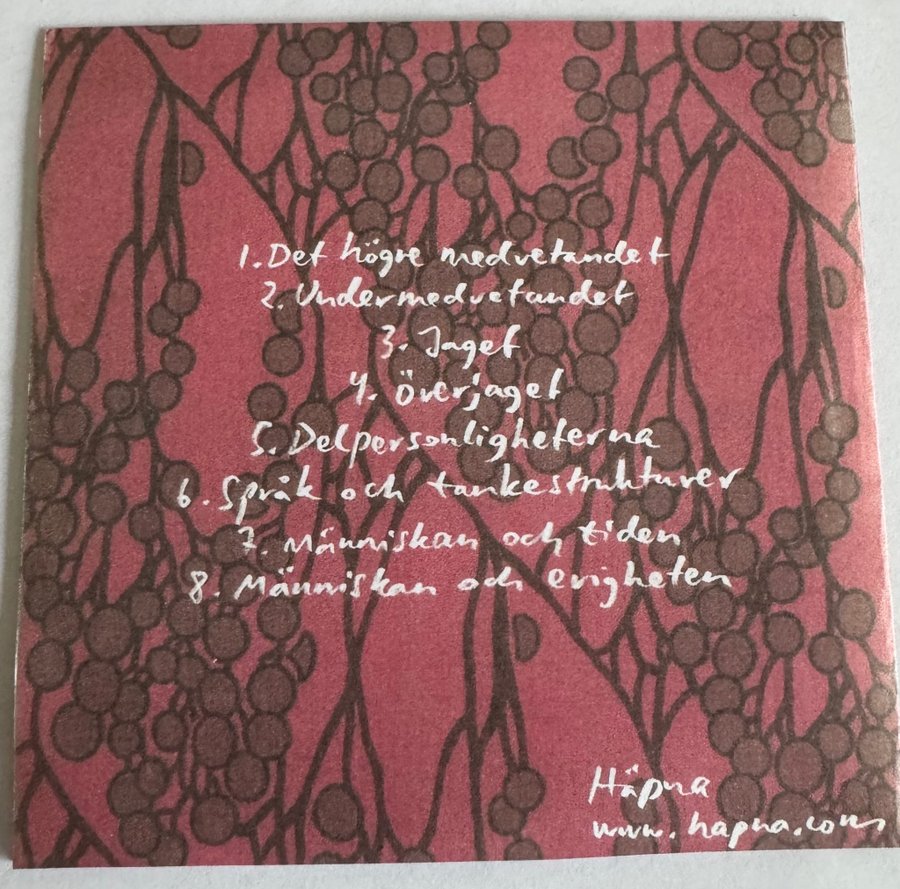 1. Det högre medvetandet
2. Undermedvetandet
3. Jaget
4. Överjaget
5. Delpersonligheterna
6. Språk och tankestrukturer
7. Människan och tiden
8. Människan och evigheten
Häpna
www.hapna.com